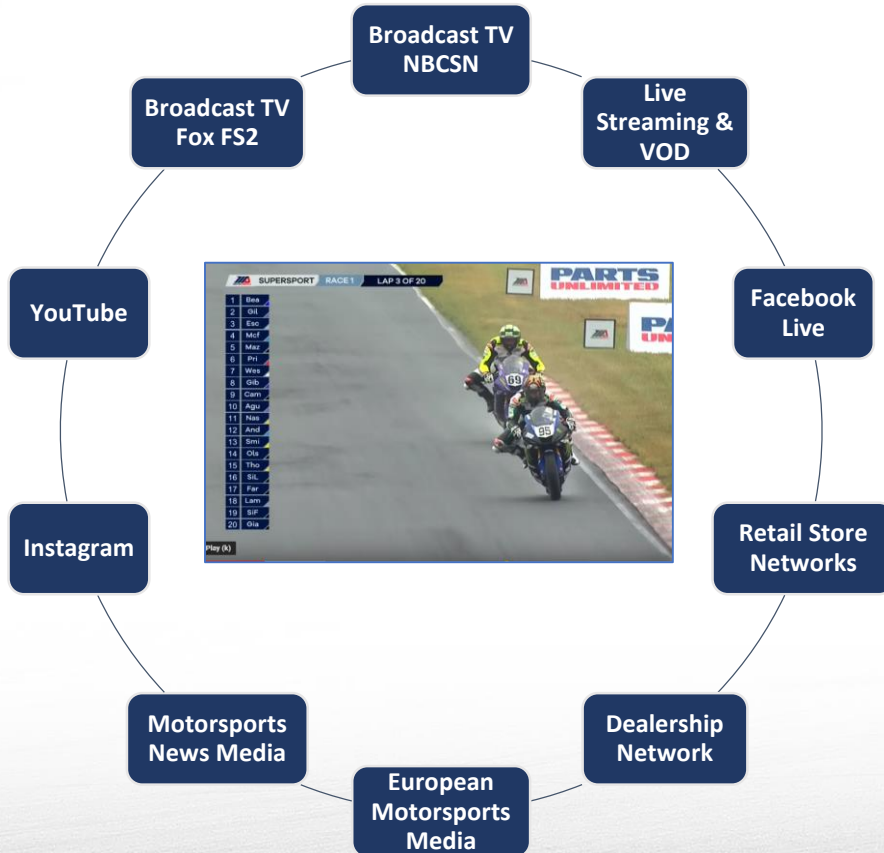 Broadcast TV
NBCSN
Live
Streaming &
VOD
Facebook
Live
Retail Store
Networks
Dealership
Network
European
Motorsports
Media
Motorsports
News Media
Instagram
YouTube
Broadcast TV
Fox FS2
SUPERSPORT RACE 1 LAP 3 OF 20
1 Bea
2 Gil
3 Esc
4 Mcf
5 Maz
6 Pri
7 Wes
8 Gib
9 Cam
10 Agu
11 Nas
12 And
13 Smi
14 Ols
15 Tho
16 SiL
17 Far
18 Lam
19 SiF
20 Gia
Play (k)
PARTS
UNLIMITED
69
95